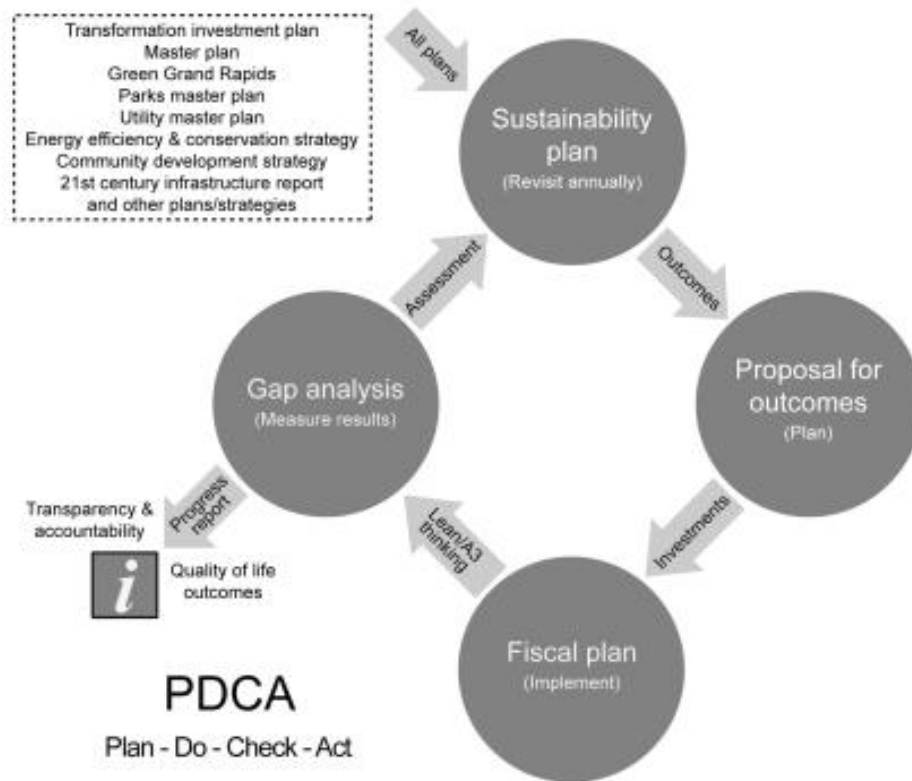 Transformation investment plan
Master plan
Green Grand Rapids
Parks master plan
Utility master plan
Energy efficiency & conservation strategy
Community development strategy
21st century infrastructure report
and other plans/strategies
All plans
Sustainability
plan
(Revisit annually)
Assessment
Outcomes
Gap analysis
(Measure results)
Proposal for
outcomes
(Plan)
Progress
report
Transparency &
accountability
i
Quality of life
outcomes
Lean/A3
thinking
Investments
Fiscal plan
(Implement)
PDCA
Plan - Do - Check - Act